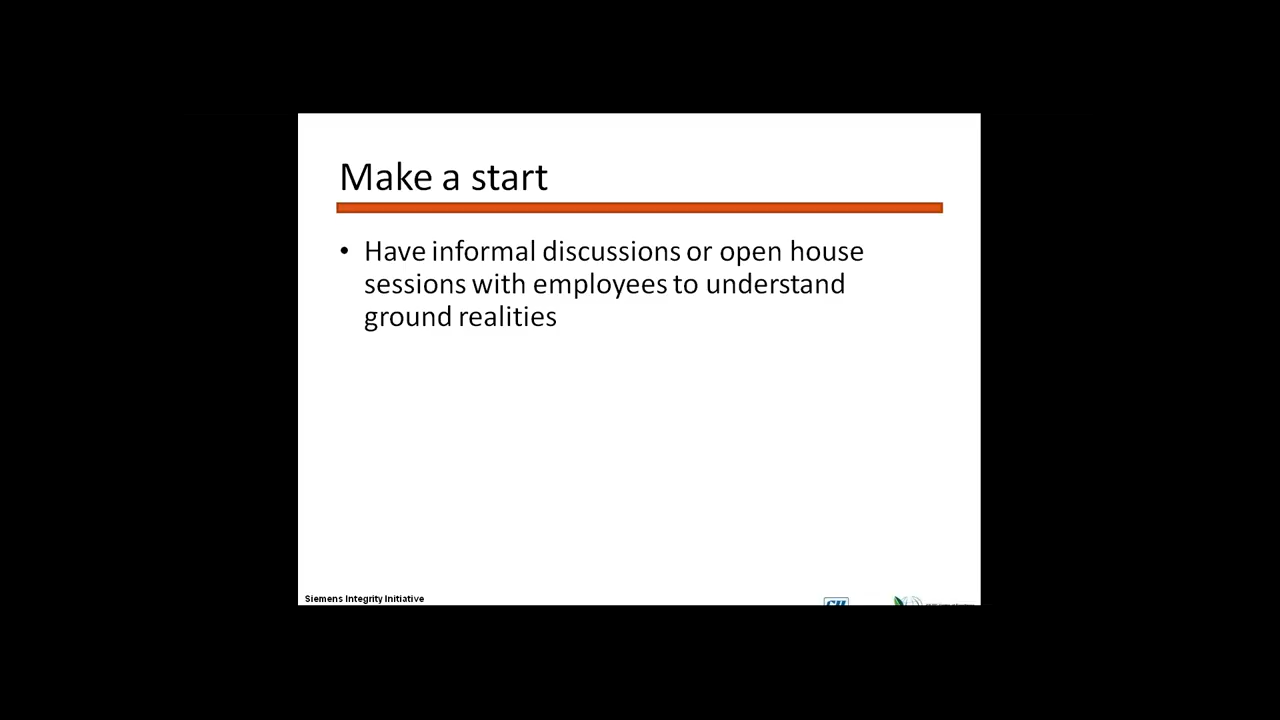 Make a start
• Have informal discussions or open house
sessions with employees to understand
ground realities
Siemens Integrity Initiative